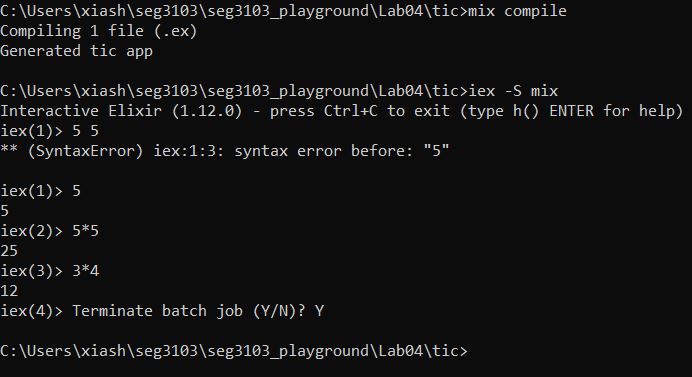 C:\Users\xiash\seg3103\seg3103_playground\Lab04\tic>mix compile
Compiling 1 file (.ex)
Generated tic app
C:\Users\xiash\seg3103\seg3103_playground\Lab04\tic>iex -S mix
Interactive Elixir (1.12.0) - press Ctrl+C to exit (type h() ENTER for help)
iex(1)> 5 5
** (SyntaxError) iex:1:3: syntax error before: "5"
iex(1)> 5
5
iex(2)> 5*5
25
iex(3)> 3*4
12
iex(4)> Terminate batch job (Y/N)? Y
C:\Users\xiash\seg3103\seg3103_playground\Lab04\tic>